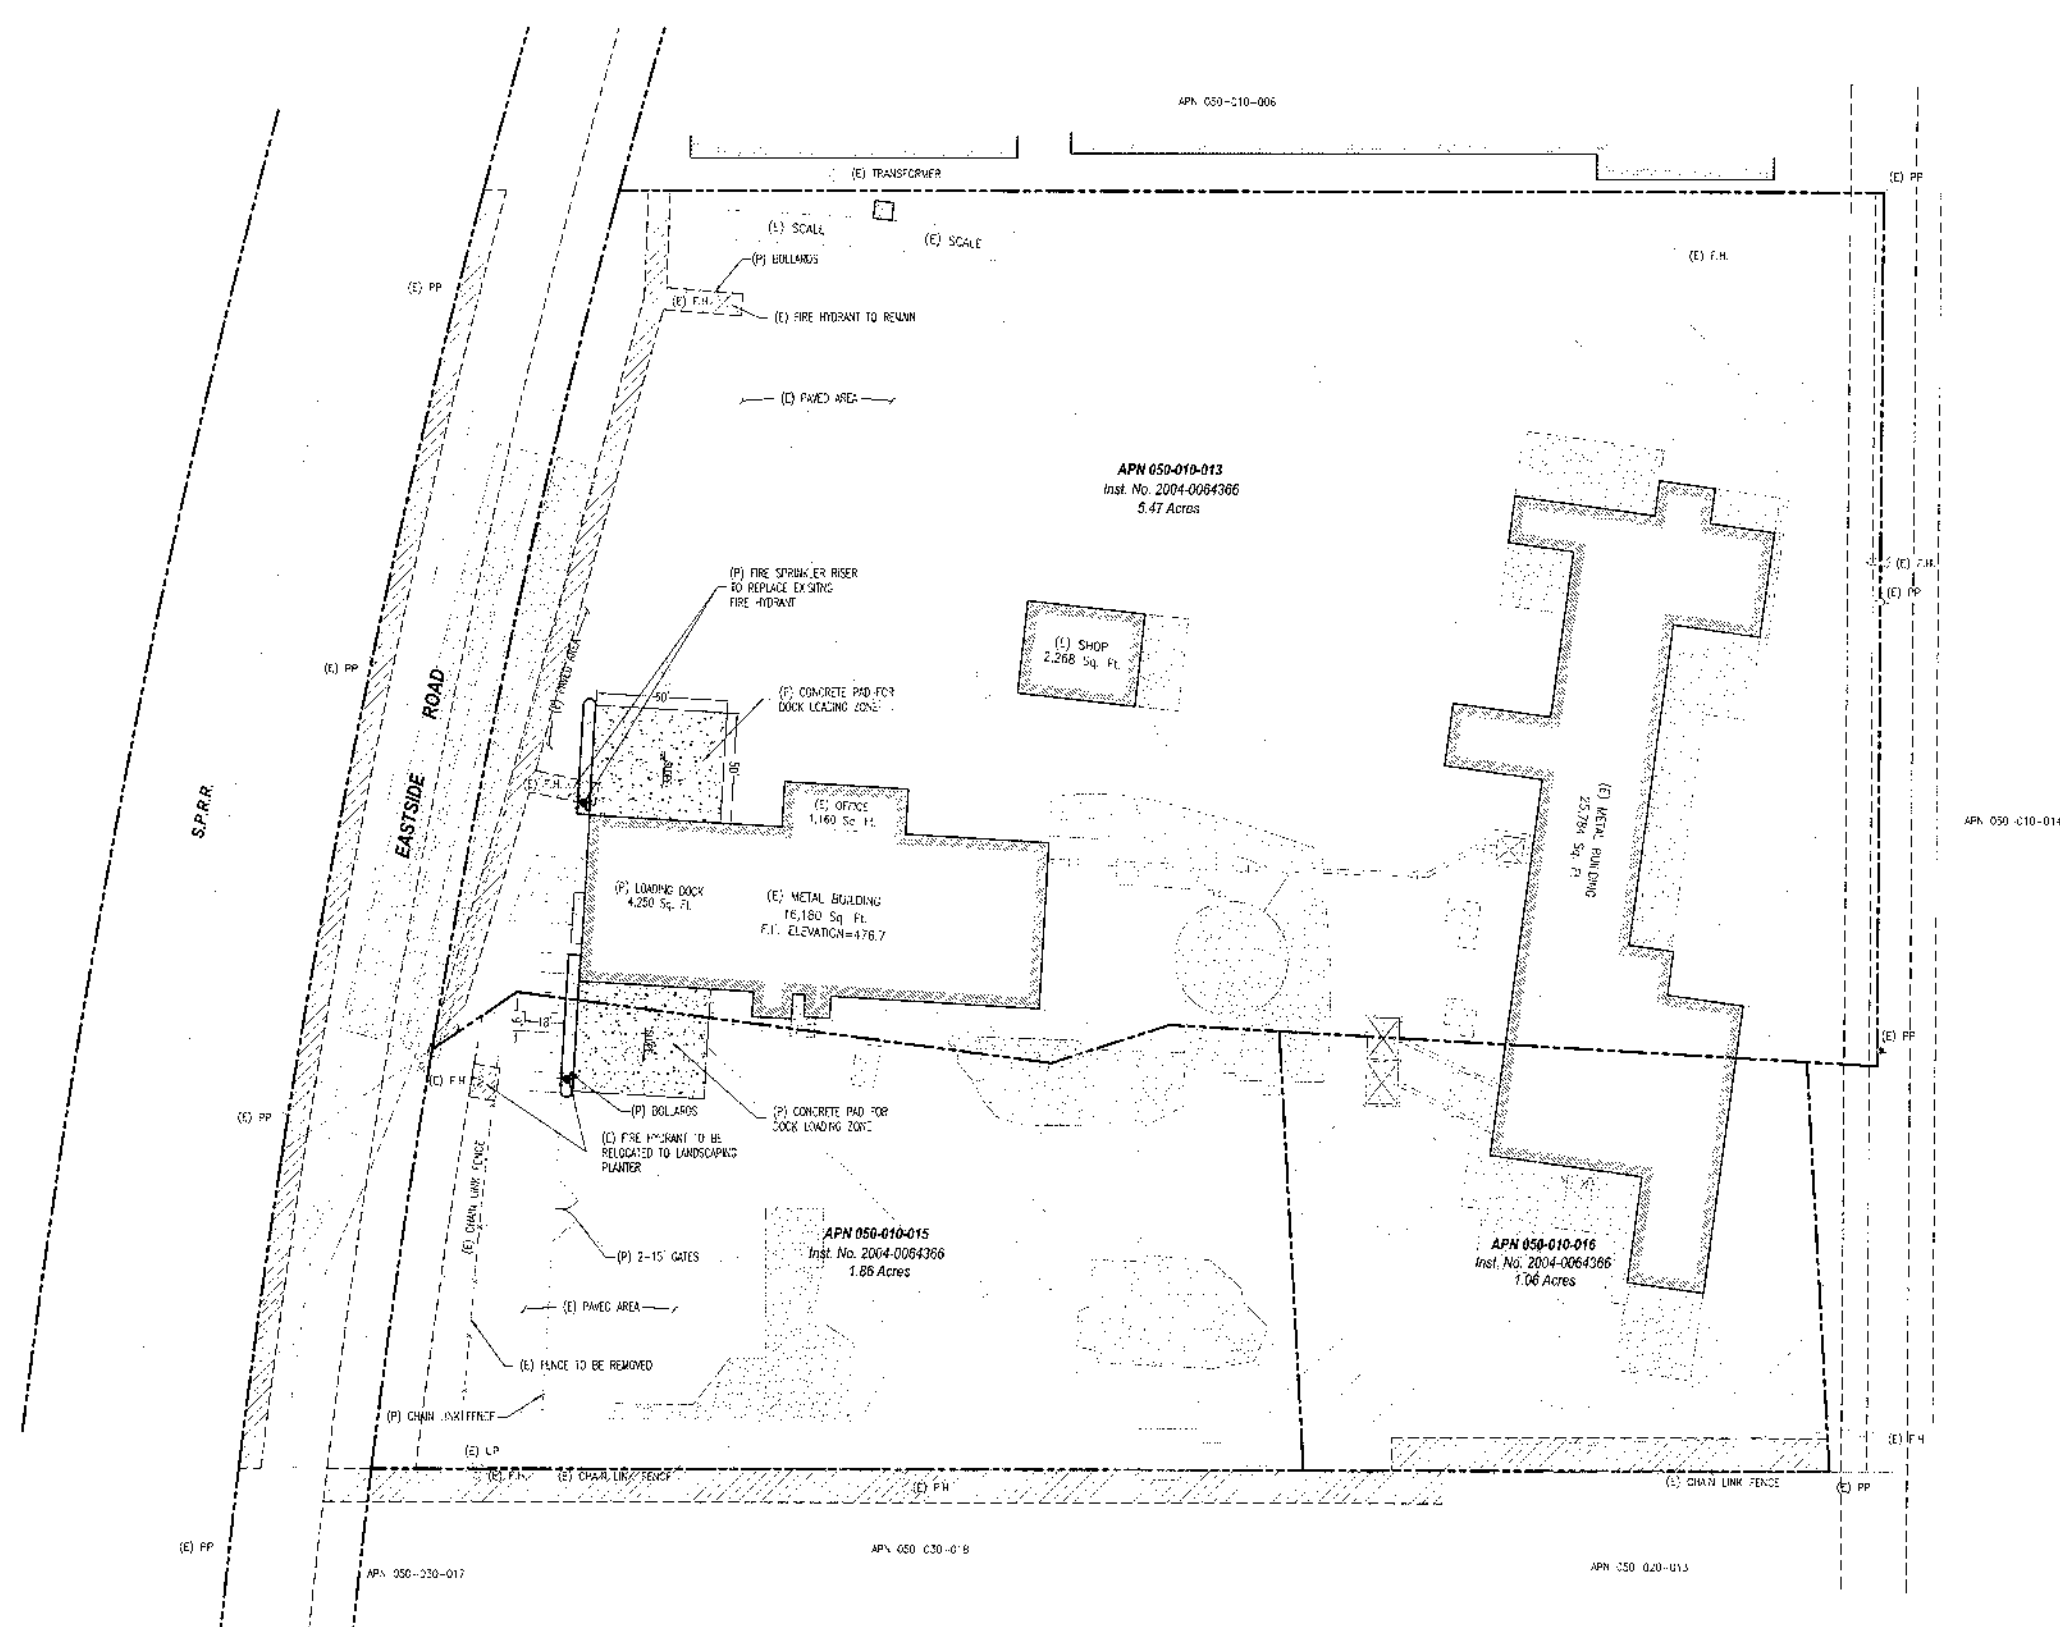 APN 050-010-006
(E) TRANSFORMER
(E) PP
(E) SCALE
(E) SCALE
(E) F.H.
(P) BOLLARDS
(E) PP
(E) F.H.
(E) FIRE HYDRANT TO REMAIN
(E) PAVED AREA
APN 050-010-013
Inst. No. 2004-0064366
5.47 Acres
(P) FIRE SPRINKLER RISER
TO REPLACE EXSITNG
FIRE HYDRANT
(E) F.H.
(E) PP
(E) SHOP
2,268 Sq. Ft.
(P) PAVED AREA
(E) PP
ROAD
EASTSIDE
50'
50'
(P) CONCRETE PAD FOR
DOCK LOADING ZONE
S.P.R.R.
(E) F.H.
(E) OFFICE
1,160 Sq. Ft.
(E) METAL BUILDING
25,784 Sq. Ft.
APN 050-010-014
(P) LOADING DOCK
4,250 Sq. Ft.
(E) METAL BUILDING
16,180 Sq. Ft.
F.F. ELEVATION=476.7
18'
(E) PP
(E) F.H.
(E) PP
(P) BOLLARDS
(P) CONCRETE PAD FOR
DOCK LOADING ZONE
(E) FIRE HYDRANT TO BE
RELOCATED TO LANDSCAPING
PLANTER
(E) CHAIN LINK FENCE
APN 050-010-015
Inst. No. 2004-0064366
1.86 Acres
APN 050-010-016
Inst. No. 2004-0064366
1.06 Acres
(P) 2-15' GATES
(E) PAVED AREA
(E) FENCE TO BE REMOVED
(P) CHAIN LINK FENCE
(E) F.H.
(E) F.H.
(E) CHAIN LINK FENCE
(E) CHAIN LINK FENCE
(E) PP
(E) PP
APN 050-030-018
APN 050-030-017
APN 050-020-013